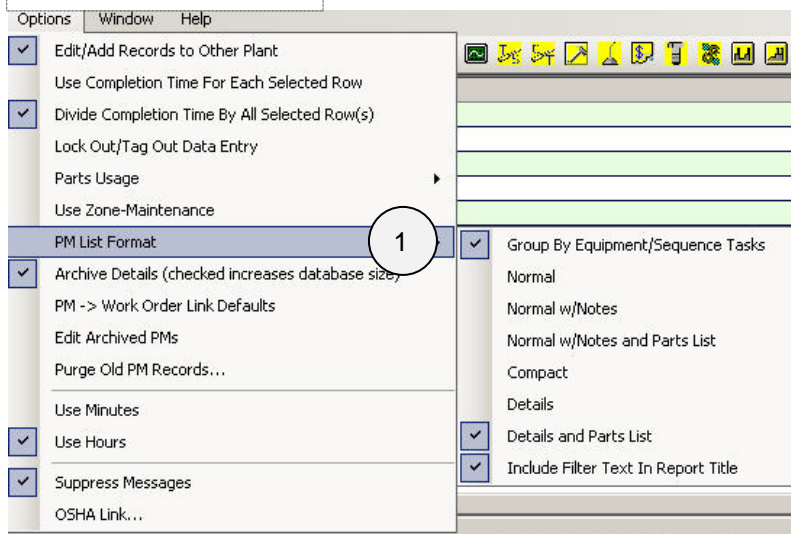 Options Window Help
Edit/Add Records to Other Plant
Use Completion Time For Each Selected Row
Divide Completion Time By All Selected Row(s)
Lock Out/Tag Out Data Entry
Parts Usage
Use Zone-Maintenance
PM List Format 1
Archive Details (checked increases database size)
PM -> Work Order Link Defaults
Edit Archived PMs
Purge Old PM Records...
Use Minutes
Use Hours
Suppress Messages
OSHA Link...
Group By Equipment/Sequence Tasks
Normal
Normal w/Notes
Normal w/Notes and Parts List
Compact
Details
Details and Parts List
Include Filter Text In Report Title